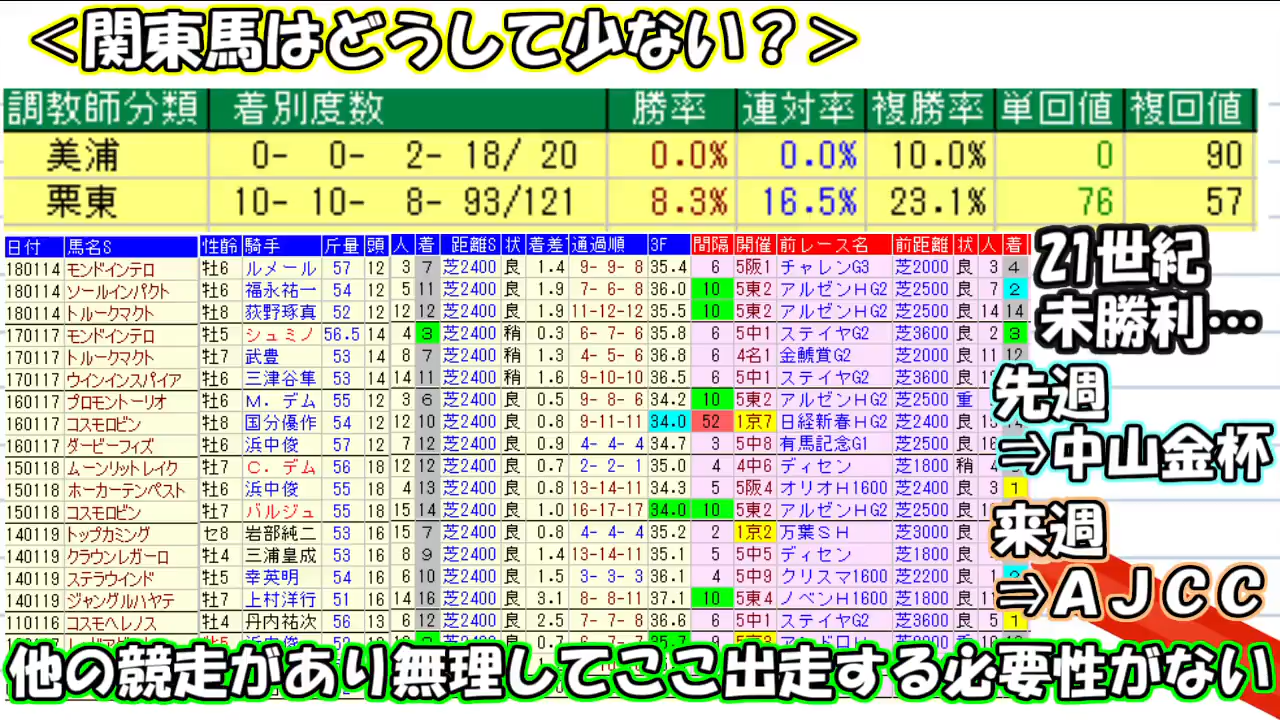 ＜関東馬はどうして少ない？＞
調教師分類 着別度数 勝率 連対率 複勝率 単回値 複回値
美浦 0- 0- 2- 18/ 20 0.0% 0.0% 10.0% 0 90
栗東 10- 10- 8- 93/121 8.3% 16.5% 23.1% 76 57
日付 馬名S 性齢 騎手 斤量 頭 人 着 距離S 状 着差 通過順 3F 間隔 開催 前レース名 前距離 状 人 着
180114 モンドインテロ 牡6 ルメール 57 12 3 7 芝2400 良 1.4 9- 9- 8 35.4 6 5阪1 チャレンG3 芝2000 良 3 4
180114 ソールインパクト 牡6 福永祐一 54 12 5 11 芝2400 良 1.9 7- 6- 8 36.0 10 5東2 アルゼンHG2 芝2500 良 7 2
180114 トルークマクト 牡8 荻野琢真 52 12 12 12 芝2400 良 1.9 11-12-12 35.5 10 5東2 アルゼンHG2 芝2500 良 14 14
170117 モンドインテロ 牡5 シュミノ 56.5 14 4 3 芝2400 稍 0.3 6- 7- 6 35.8 6 5中1 ステイヤG2 芝3600 良 2 3
170117 トルークマクト 牡7 武豊 53 14 8 7 芝2400 稍 1.3 4- 5- 6 36.8 6 4名1 金鯱賞G2 芝2000 良 11 12
170117 ウインインスパイア 牡6 三津谷隼 53 14 14 11 芝2400 稍 1.6 9-10-10 36.5 6 5中1 ステイヤG2 芝3600 良
160117 プロモントーリオ 牡6 M．デム 55 12 3 6 芝2400 良 0.5 9- 8- 6 34.2 10 5東2 アルゼンHG2 芝2500 重
160117 コスモロビン 牡8 国分優作 54 12 12 10 芝2400 良 0.8 9-11-11 34.0 52 1京7 日経新春HG2 芝2400 良
160117 ダービーフィズ 牡6 浜中俊 57 12 7 12 芝2400 良 0.9 4- 4- 4 34.7 3 5中8 有馬記念G1 芝2500 良
150118 ムーンリットレイク 牡7 C．デム 56 18 12 12 芝2400 良 0.7 2- 2- 1 35.0 4 4中6 ディセン 芝1800 稍
150118 ホーカーテンペスト 牡6 浜中俊 55 18 4 13 芝2400 良 0.8 13-14-11 34.3 5 5阪4 オリオH1600 芝2400 良 3 1
150118 コスモロビン 牡7 バルジュ 55 18 15 14 芝2400 良 1.0 16-17-17 34.0 10 5東2 アルゼンHG2 芝2500 良
140119 トップカミング セ8 岩部純二 53 16 15 7 芝2400 良 0.8 4- 4- 4 35.2 2 1京2 万葉SH 芝3000 良
140119 クラウンレガーロ 牡4 三浦皇成 53 16 8 9 芝2400 良 1.4 13-14-11 35.1 5 5中5 ディセン 芝1800 良
140119 ステラウインド 牡5 幸英明 54 16 6 10 芝2400 良 1.5 3- 3- 3 36.1 4 5中9 クリスマ1600 芝2200 良
140119 ジャングルハヤテ 牡7 上村洋行 51 16 14 16 芝2400 良 3.1 8- 8-11 37.1 10 5東4 ノベンH1600 芝1800 良
110116 コスモヘレノス 牡4 丹内祐次 56 13 6 12 芝2400 良 2.5 7- 6- 7 36.6 6 5中1 ステイヤG2 芝3600 良 5 1
21世紀
未勝利…
先週
⇒中山金杯
来週
⇒AJCC
他の競走があり無理してここ出走する必要性がない